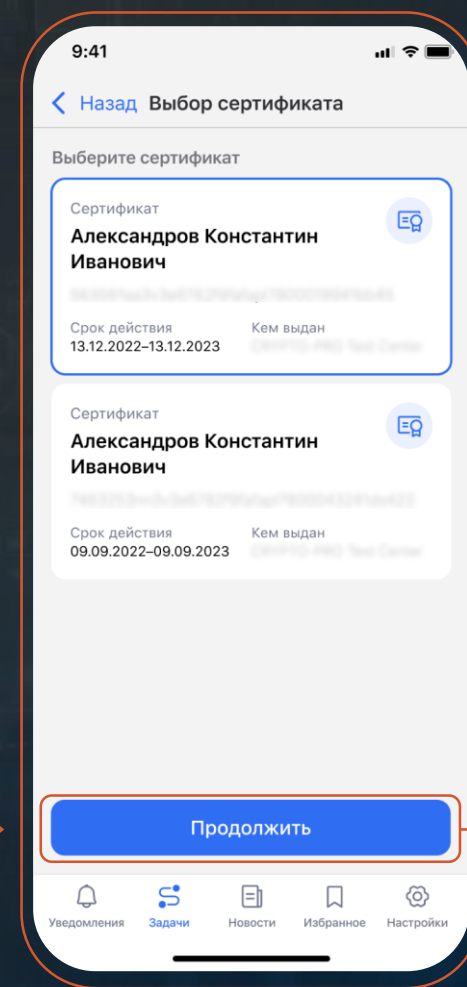 9:41
Назад Выбор сертификата
Выберите сертификат
Сертификат
Александров Константин
Иванович
Срок действия Кем выдан
13.12.2022–13.12.2023
Сертификат
Александров Константин
Иванович
Срок действия Кем выдан
09.09.2022–09.09.2023
Продолжить
Уведомления Задачи Новости Избранное Настройки